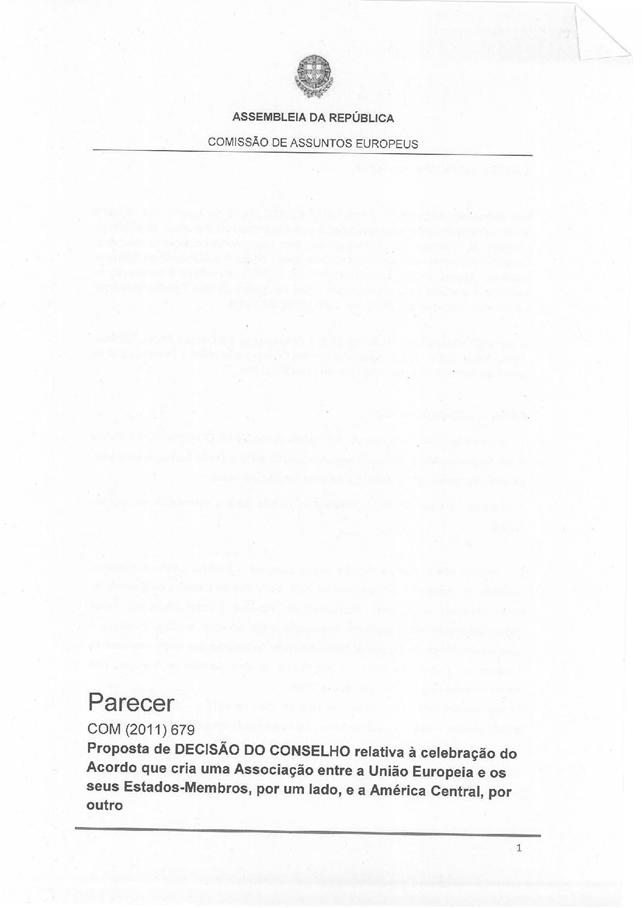 ASSEMBLEIA DA REPÚBLICA
COMISSÃO DE ASSUNTOS EUROPEUS
Parecer
COM (2011) 679
Proposta de DECISÃO DO CONSELHO relativa à celebração do
Acordo que cria uma Associação entre a União Europeia e os
seus Estados-Membros, por um lado, e a América Central, por
outro
1